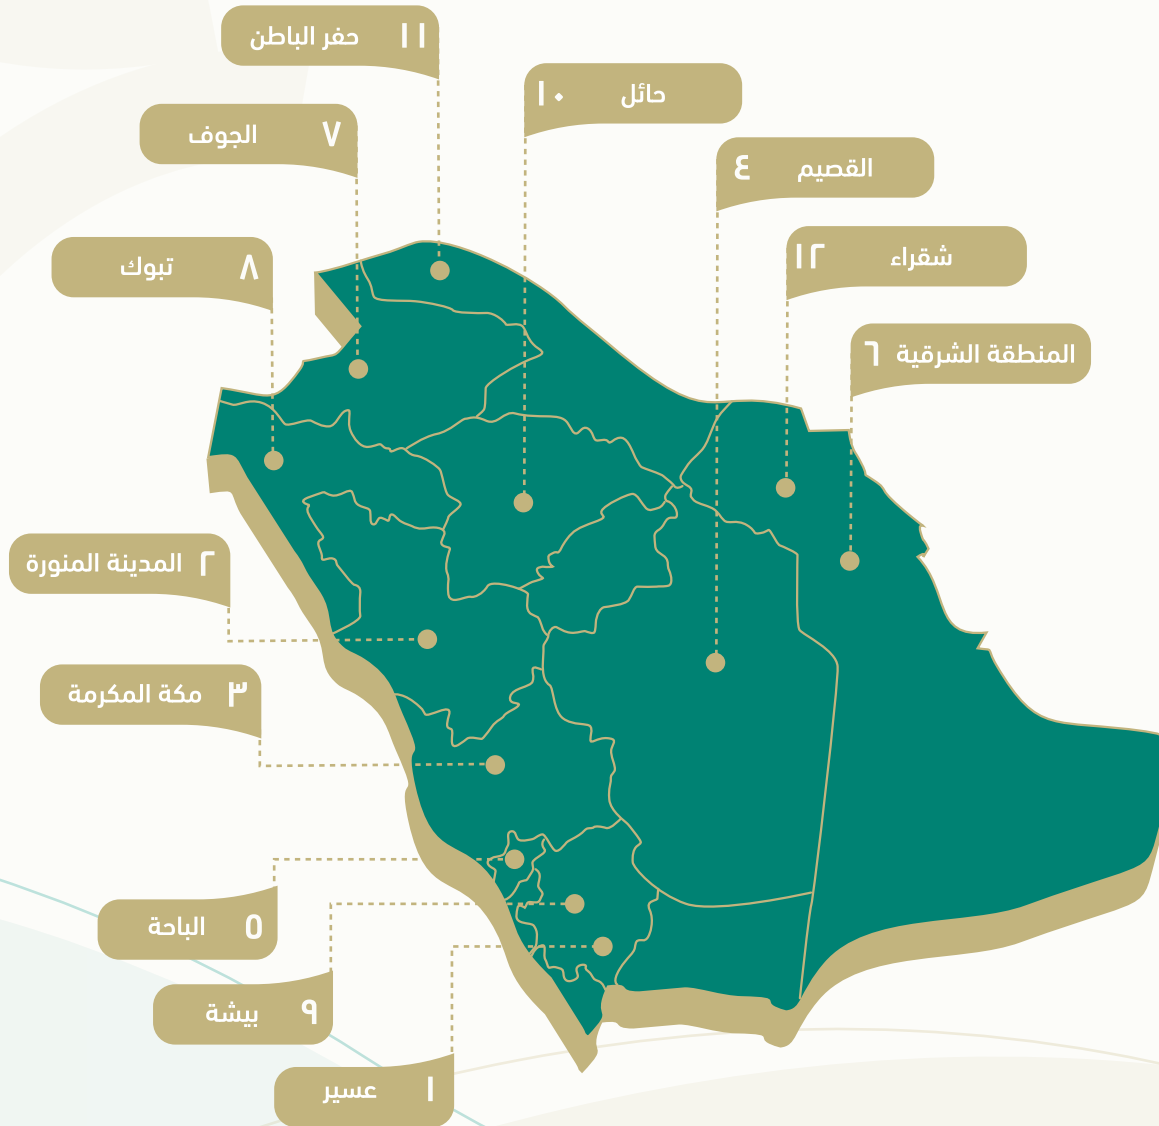 ١١ حفر الباطن
١٠ حائل
٧ الجوف
٤ القصيم
١٢ شقراء
٨ تبوك
٦ المنطقة الشرقية
٢ المدينة المنورة
٣ مكة المكرمة
٥ الباحة
٩ بيشة
١ عسير